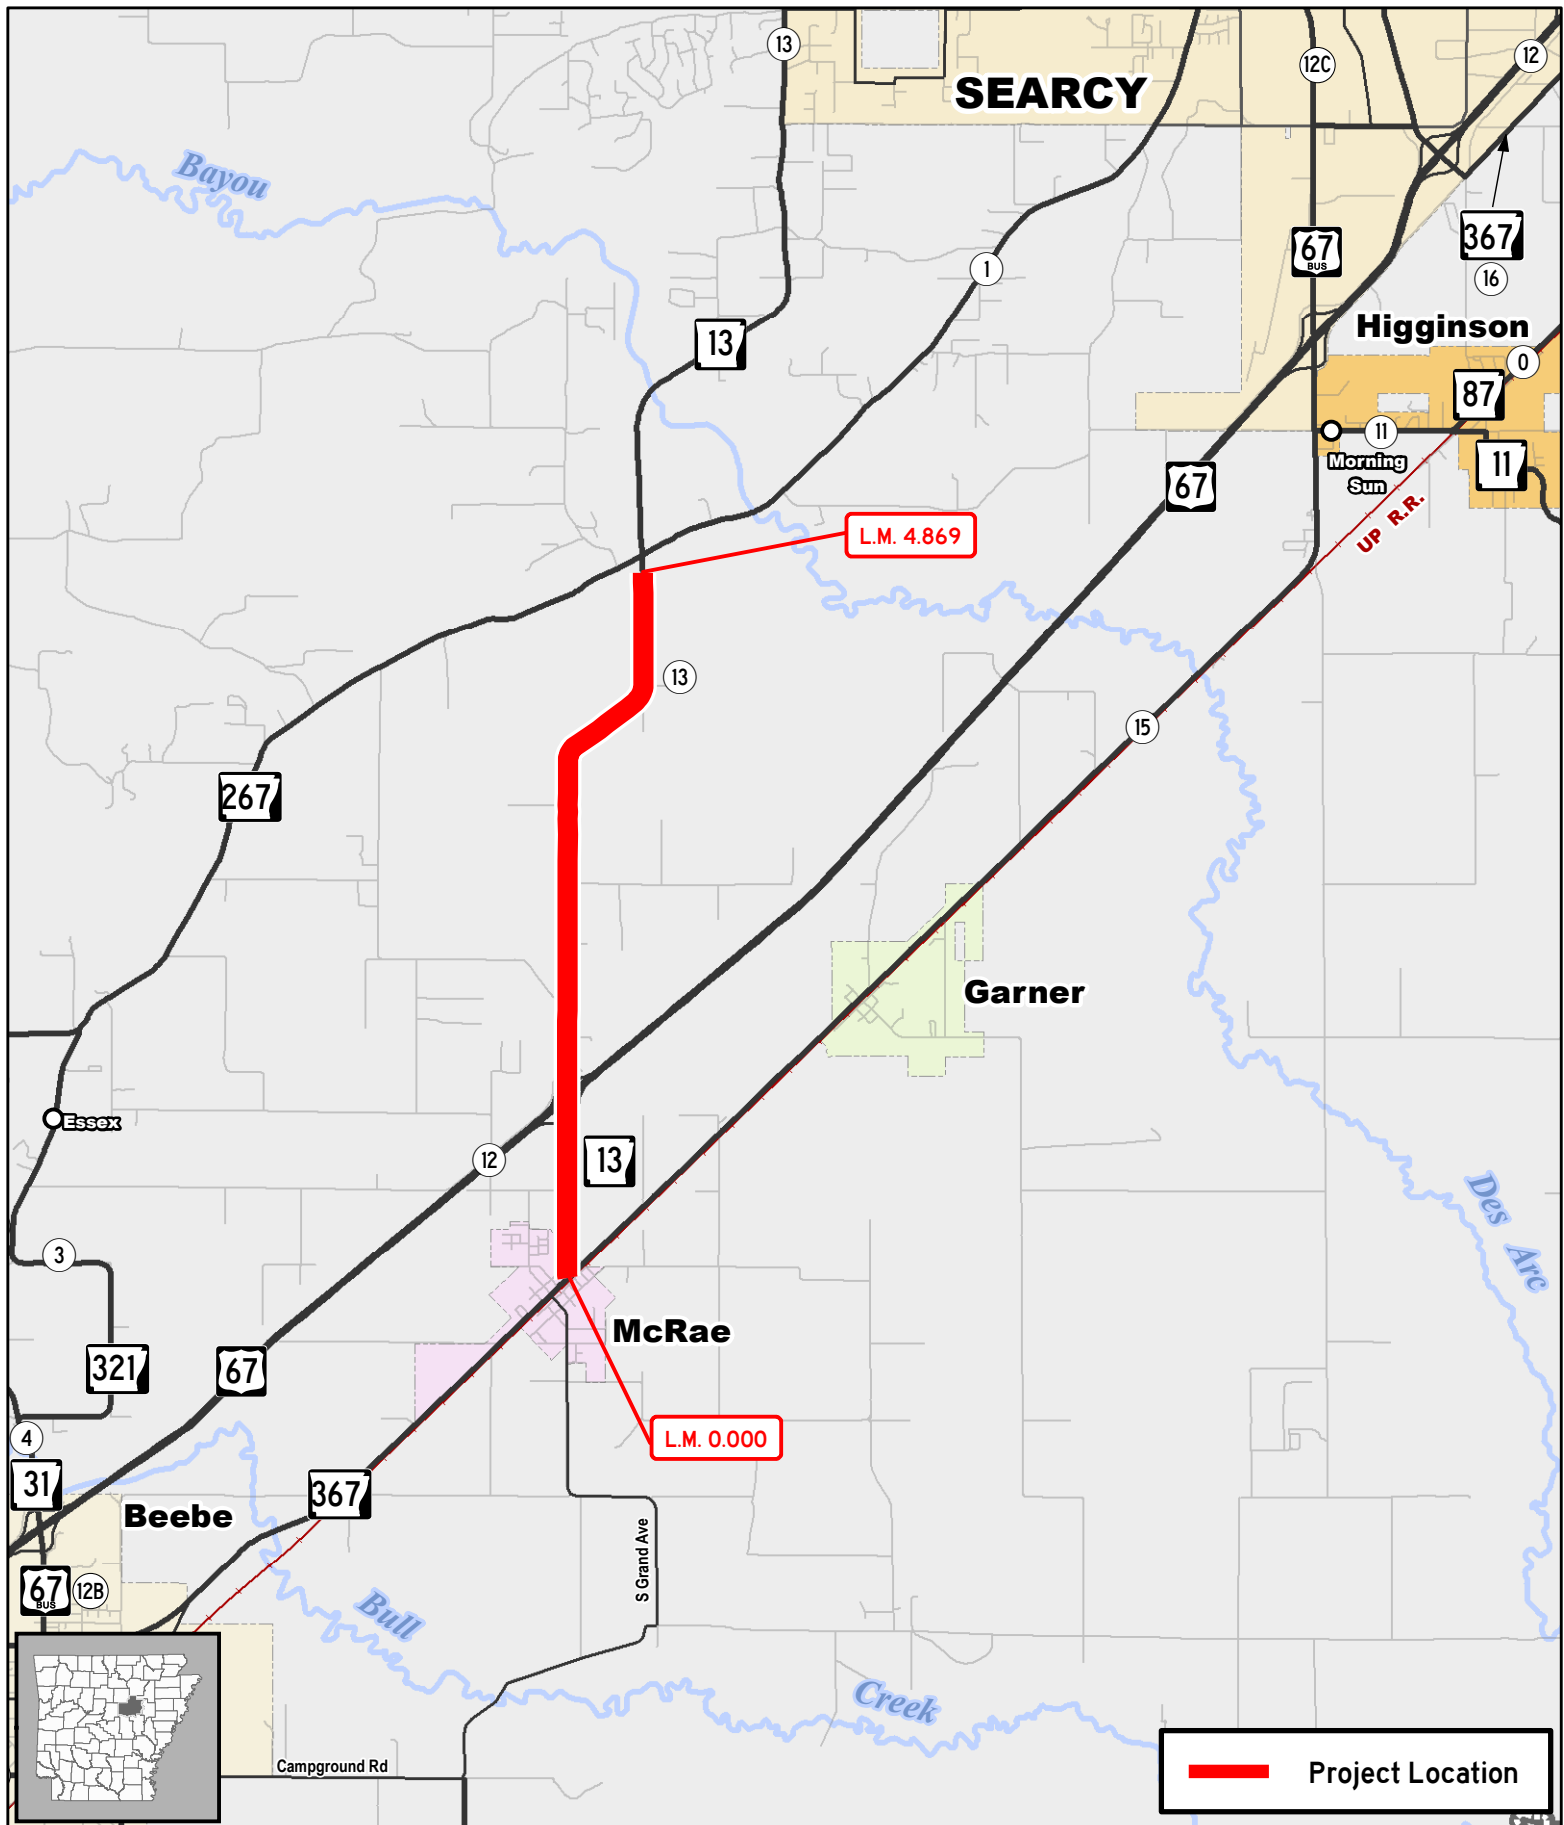 13
12C
12
SEARCY
Bayou
367
67
BUS
1
16
Higginson
13
0
87
11
Morning
Sun
11
67
UP R.R.
L.M. 4.869
13
15
267
Garner
Essex
12
13
Des Arc
3
McRae
321
67
L.M. 0.000
4
31
367
Beebe
S Grand Ave
67
BUS
12B
Bull
Creek
Campground Rd
Project Location